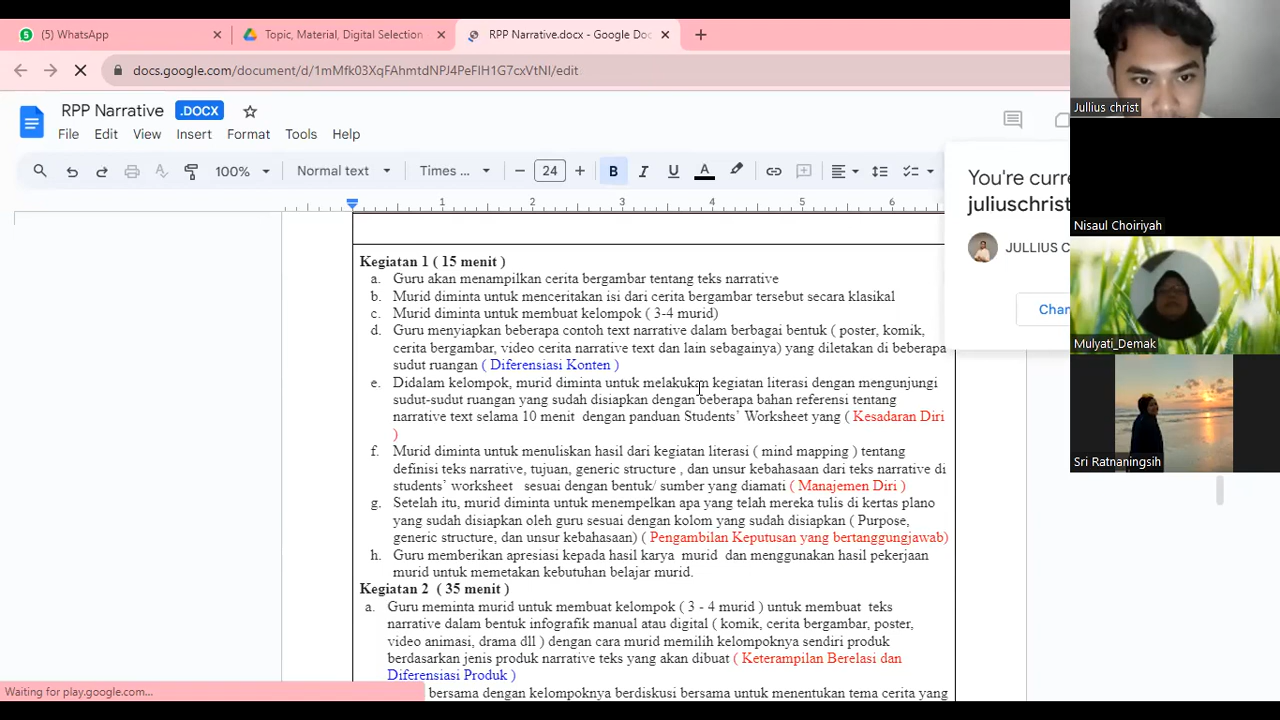 (5) WhatsApp
Topic, Material, Digital Selection
RPP Narrative.docx - Google Doc
docs.google.com/document/d/1mMfk03XqFAhmtdNPJ4PeFIH1G7cxVtNI/edit
RPP Narrative .DOCX
File Edit View Insert Format Tools Help
100% Normal text Times ... 24 B I U A
1 2 3 4 5 6
You're curre
juliuschrist
JULLIUS C
Chan
Jullius christ
Nisaul Choiriyah
Mulyati_Demak
Sri Ratnaningsih
Kegiatan 1 ( 15 menit )
a. Guru akan menampilkan cerita bergambar tentang teks narrative
b. Murid diminta untuk menceritakan isi dari cerita bergambar tersebut secara klasikal
c. Murid diminta untuk membuat kelompok ( 3-4 murid)
d. Guru menyiapkan beberapa contoh text narrative dalam berbagai bentuk ( poster, komik,
cerita bergambar, video cerita narrative text dan lain sebagainya) yang diletakan di beberapa
sudut ruangan ( Diferensiasi Konten )
e. Didalam kelompok, murid diminta untuk melakukan kegiatan literasi dengan mengunjungi
sudut-sudut ruangan yang sudah disiapkan dengan beberapa bahan referensi tentang
narrative text selama 10 menit dengan panduan Students’ Worksheet yang ( Kesadaran Diri
)
f. Murid diminta untuk menuliskan hasil dari kegiatan literasi ( mind mapping ) tentang
definisi teks narrative, tujuan, generic structure , dan unsur kebahasaan dari teks narrative di
students’ worksheet sesuai dengan bentuk/ sumber yang diamati ( Manajemen Diri )
g. Setelah itu, murid diminta untuk menempelkan apa yang telah mereka tulis di kertas plano
yang sudah disiapkan oleh guru sesuai dengan kolom yang sudah disiapkan ( Purpose,
generic structure, dan unsur kebahasaan) ( Pengambilan Keputusan yang bertanggungjawab)
h. Guru memberikan apresiasi kepada hasil karya murid dan menggunakan hasil pekerjaan
murid untuk memetakan kebutuhan belajar murid.
Kegiatan 2 ( 35 menit )
a. Guru meminta murid untuk membuat kelompok ( 3 - 4 murid ) untuk membuat teks
narrative dalam bentuk infografik manual atau digital ( komik, cerita bergambar, poster,
video animasi, drama dll ) dengan cara murid memilih kelompoknya sendiri produk
berdasarkan jenis produk narrative teks yang akan dibuat ( Keterampilan Berelasi dan
Diferensiasi Produk )
bersama dengan kelompoknya berdiskusi bersama untuk menentukan tema cerita yang
Waiting for play.google.com...